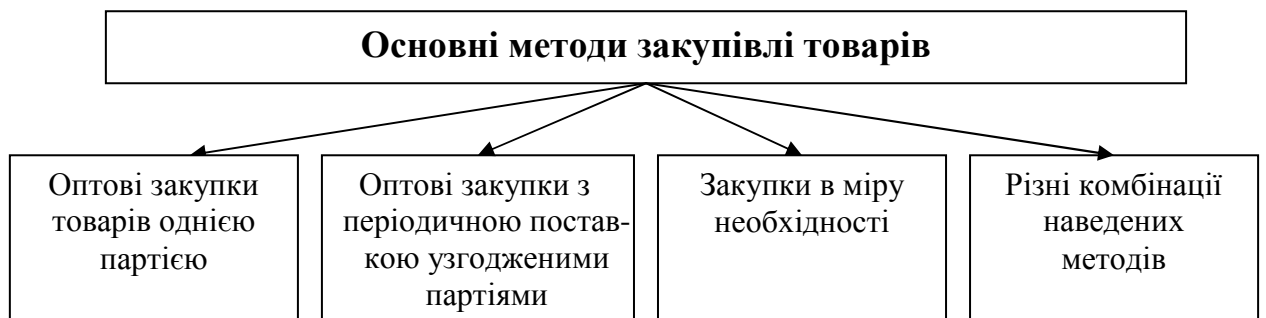 Основні методи закупівлі товарів
Оптові закупки
товарів однією
партією
Оптові закупки з
періодичною постав-
кою узгодженими
партіями
Закупки в міру
необхідності
Різні комбінації
наведених
методів